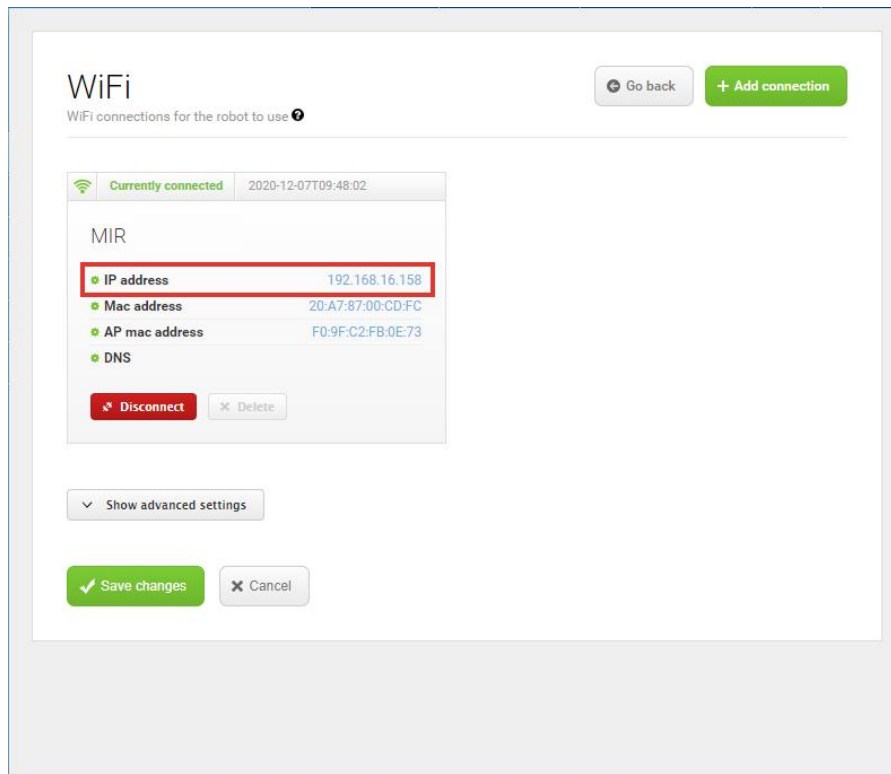 WiFi
Go back
Add connection
WiFi connections for the robot to use
Currently connected 2020-12-07T09:48:02
MIR
IP address 192.168.16.158
Mac address 20:A7:87:00:CD:FC
AP mac address F0:9F:C2:FB:0E:73
DNS
Disconnect Delete
Show advanced settings
Save changes Cancel